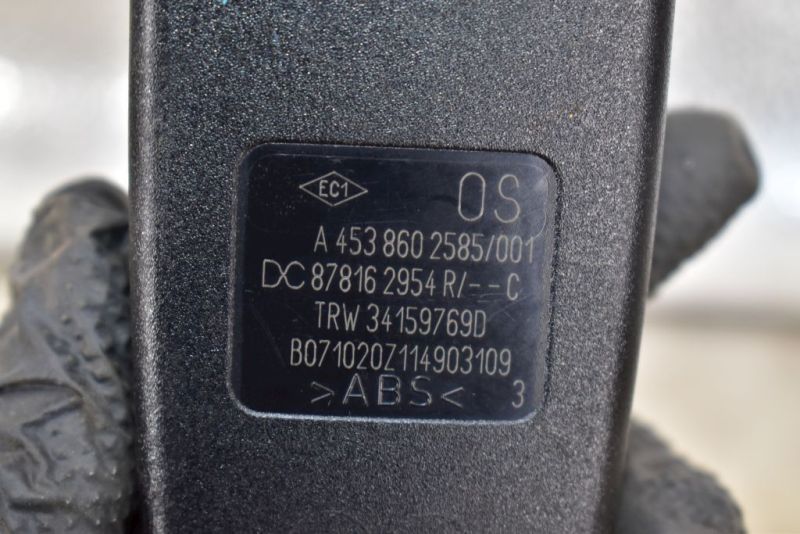 EC1 OS
A 453 860 2585/001
DC 87816 2954 R/--C
TRW 34159769D
B071020Z114903109
>ABS< 3